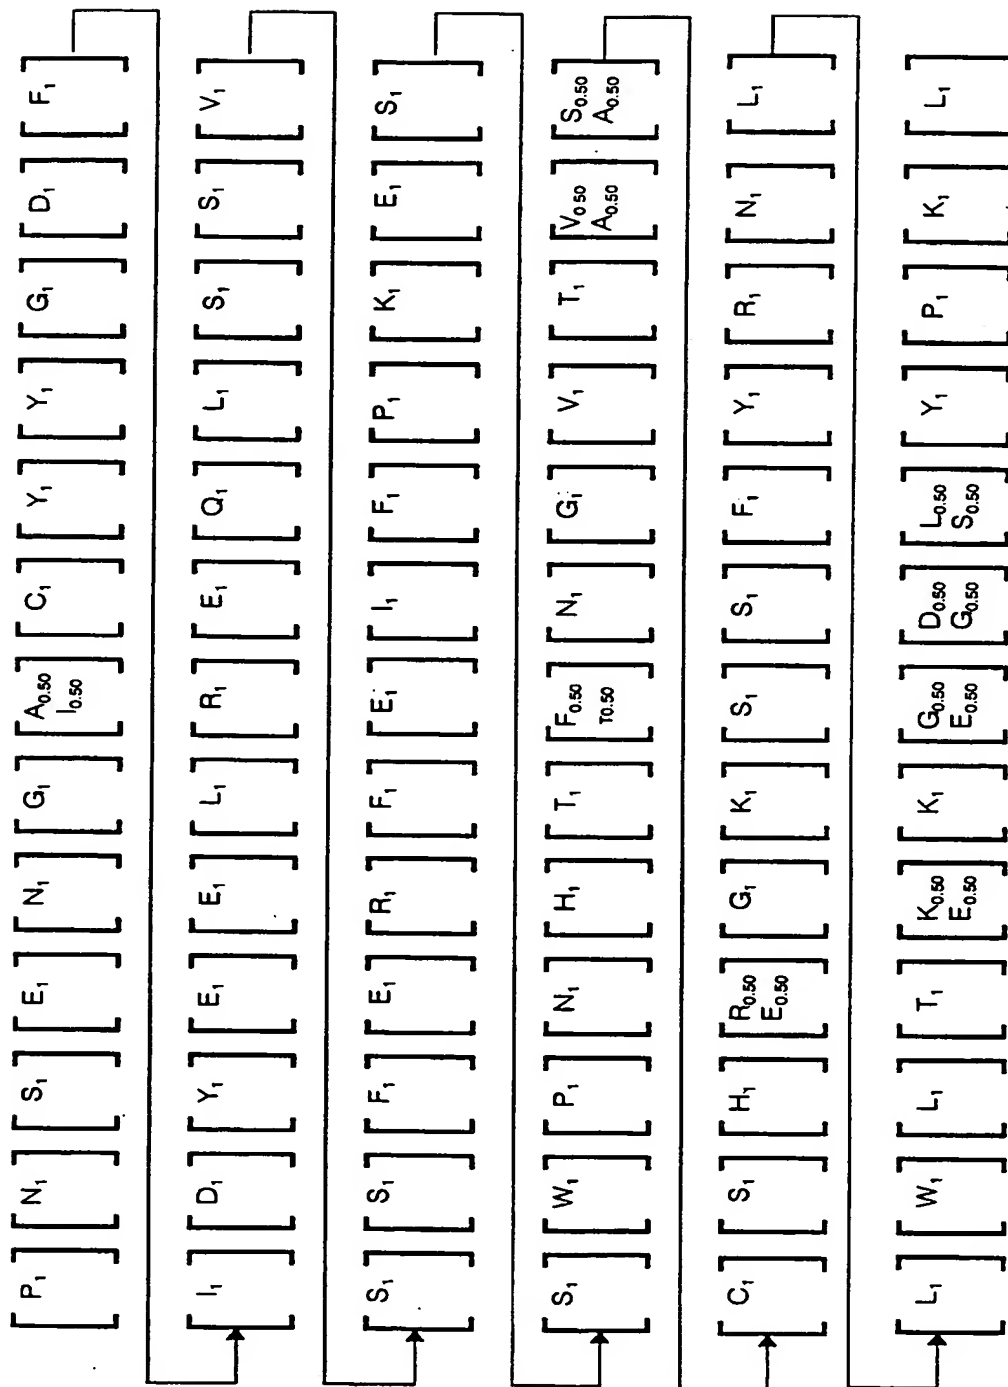 [P₁] [N₁] [S₁] [E₁] [N₁] [G₁] [A₀.₅₀ I₀.₅₀] [C₁] [Y₁] [Y₁] [G₁] [D₁] [F₁]
[I₁] [D₁] [Y₁] [E₁] [E₁] [L₁] [R₁] [E₁] [Q₁] [L₁] [S₁] [S₁] [V₁]
[S₁] [S₁] [F₁] [E₁] [R₁] [F₁] [E₁] [I₁] [F₁] [P₁] [K₁] [E₁] [S₁]
[S₁] [W₁] [P₁] [N₁] [H₁] [T₁] [F₀.₅₀ T₀.₅₀] [N₁] [G₁] [V₁] [T₁] [V₀.₅₀ A₀.₅₀] [S₀.₅₀ A₀.₅₀]
[C₁] [S₁] [H₁] [R₀.₅₀ E₀.₅₀] [G₁] [K₁] [S₁] [S₁] [F₁] [Y₁] [R₁] [N₁] [L₁]
[L₁] [W₁] [L₁] [T₁] [K₀.₅₀ E₀.₅₀] [K₁] [G₀.₅₀ E₀.₅₀] [D₀.₅₀ G₀.₅₀] [L₀.₅₀ S₀.₅₀] [Y₁] [P₁] [K₁] [L₁]